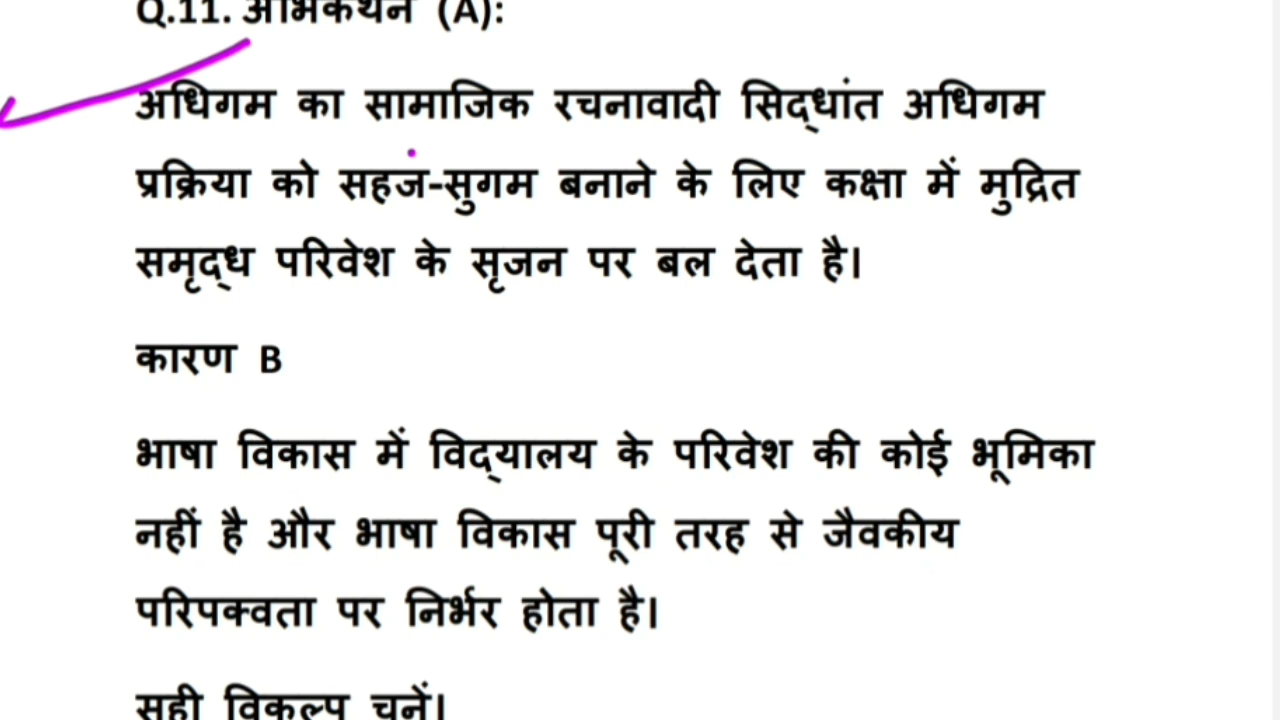 Q.11. अभिकथन (A):
अधिगम का सामाजिक रचनावादी सिद्धांत अधिगम
प्रक्रिया को सहज-सुगम बनाने के लिए कक्षा में मुद्रित
समृद्ध परिवेश के सृजन पर बल देता है।
कारण B
भाषा विकास में विद्यालय के परिवेश की कोई भूमिका
नहीं है और भाषा विकास पूरी तरह से जैवकीय
परिपक्वता पर निर्भर होता है।
सही विकल्प चुनें।